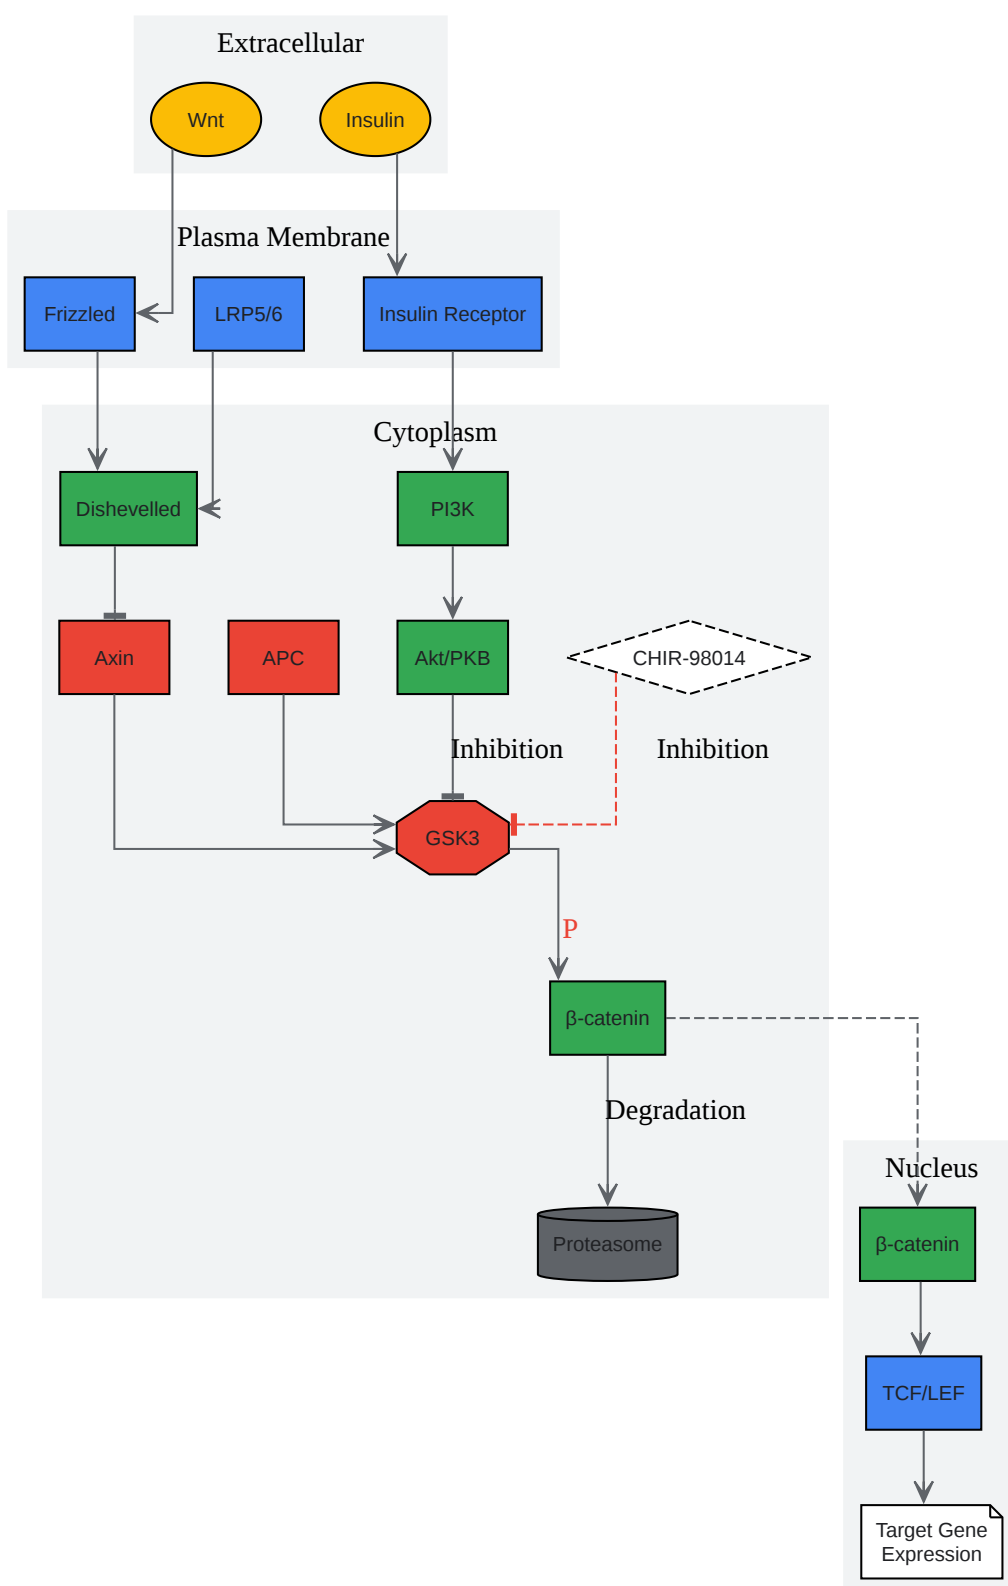 Extracellular
Wnt
Insulin
Plasma Membrane
Frizzled
LRP5/6
Insulin Receptor
Cytoplasm
Dishevelled
PI3K
Axin
APC
Akt/PKB
CHIR-98014
Inhibition
Inhibition
GSK3
P
β-catenin
Degradation
Nucleus
Proteasome
β-catenin
TCF/LEF
Target Gene
Expression